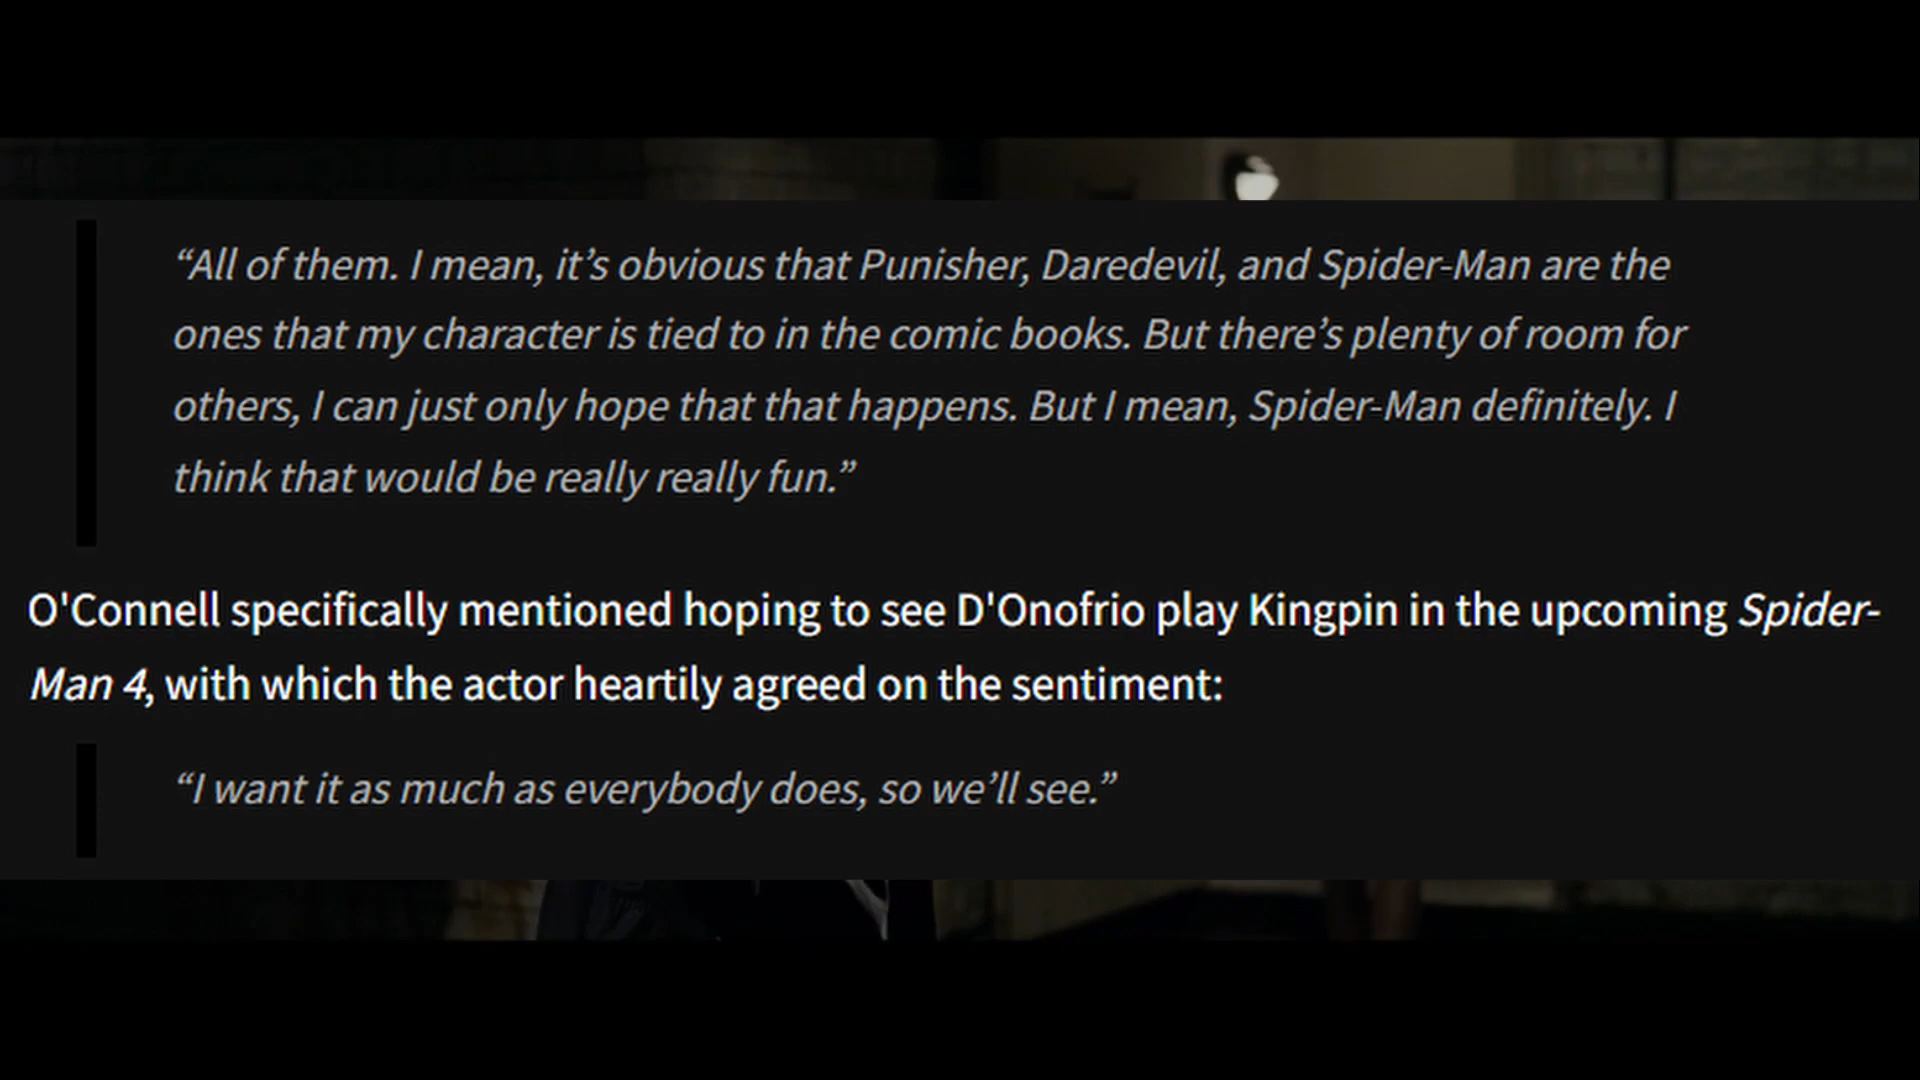 “All of them. I mean, it’s obvious that Punisher, Daredevil, and Spider-Man are the
ones that my character is tied to in the comic books. But there’s plenty of room for
others, I can just only hope that that happens. But I mean, Spider-Man definitely. I
think that would be really really fun.”
O'Connell specifically mentioned hoping to see D'Onofrio play Kingpin in the upcoming Spider-
Man 4, with which the actor heartily agreed on the sentiment:
“I want it as much as everybody does, so we’ll see.”